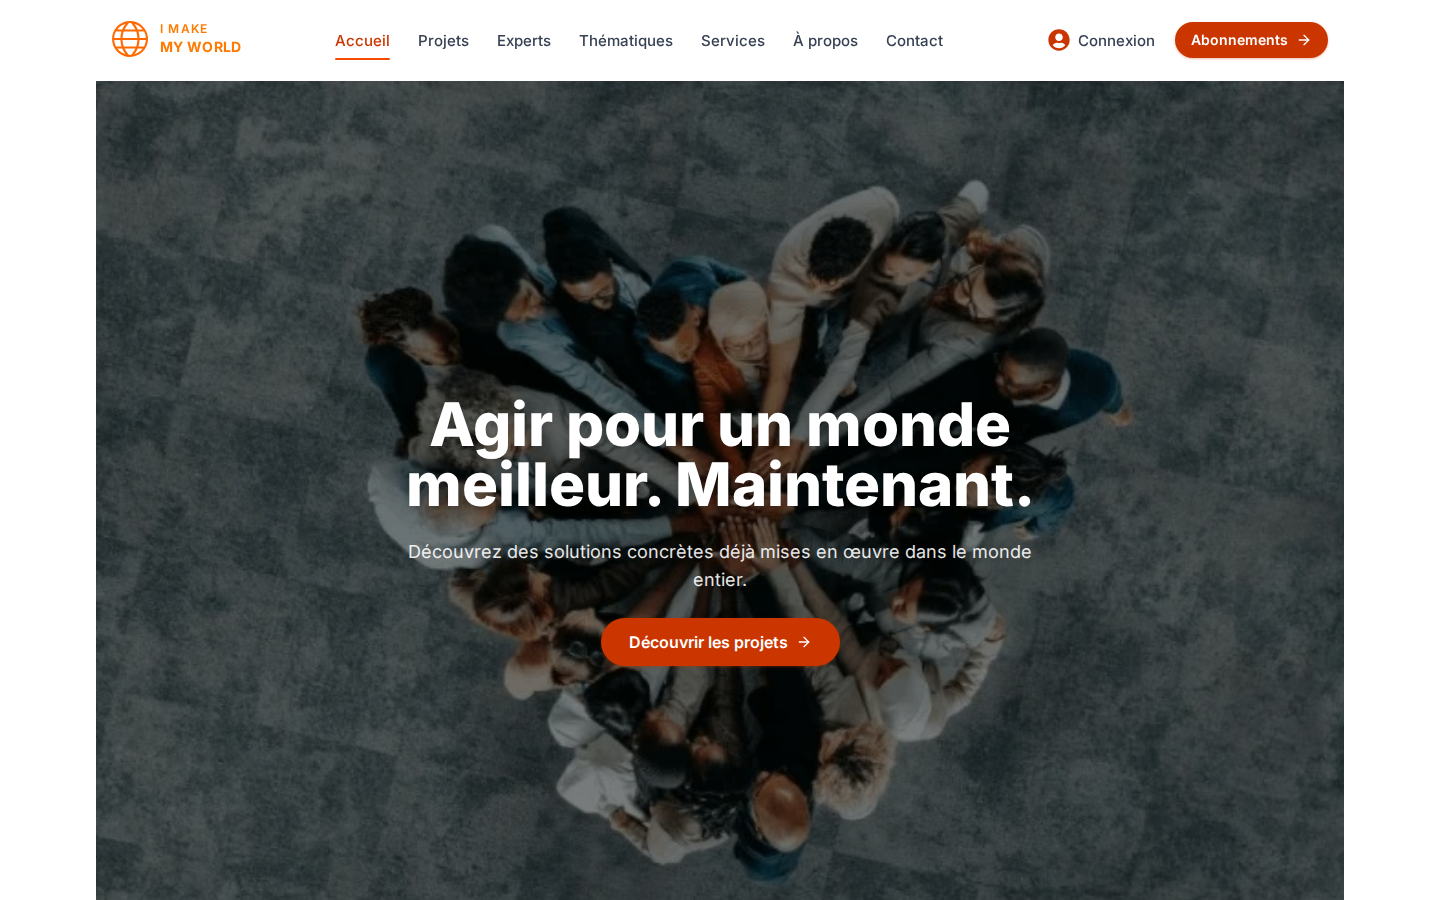 I MAKE
MY WORLD
Accueil
Projets
Experts
Thématiques
Services
À propos
Contact
Connexion
Abonnements
Agir pour un monde
meilleur. Maintenant.
Découvrez des solutions concrètes déjà mises en œuvre dans le monde
entier.
Découvrir les projets